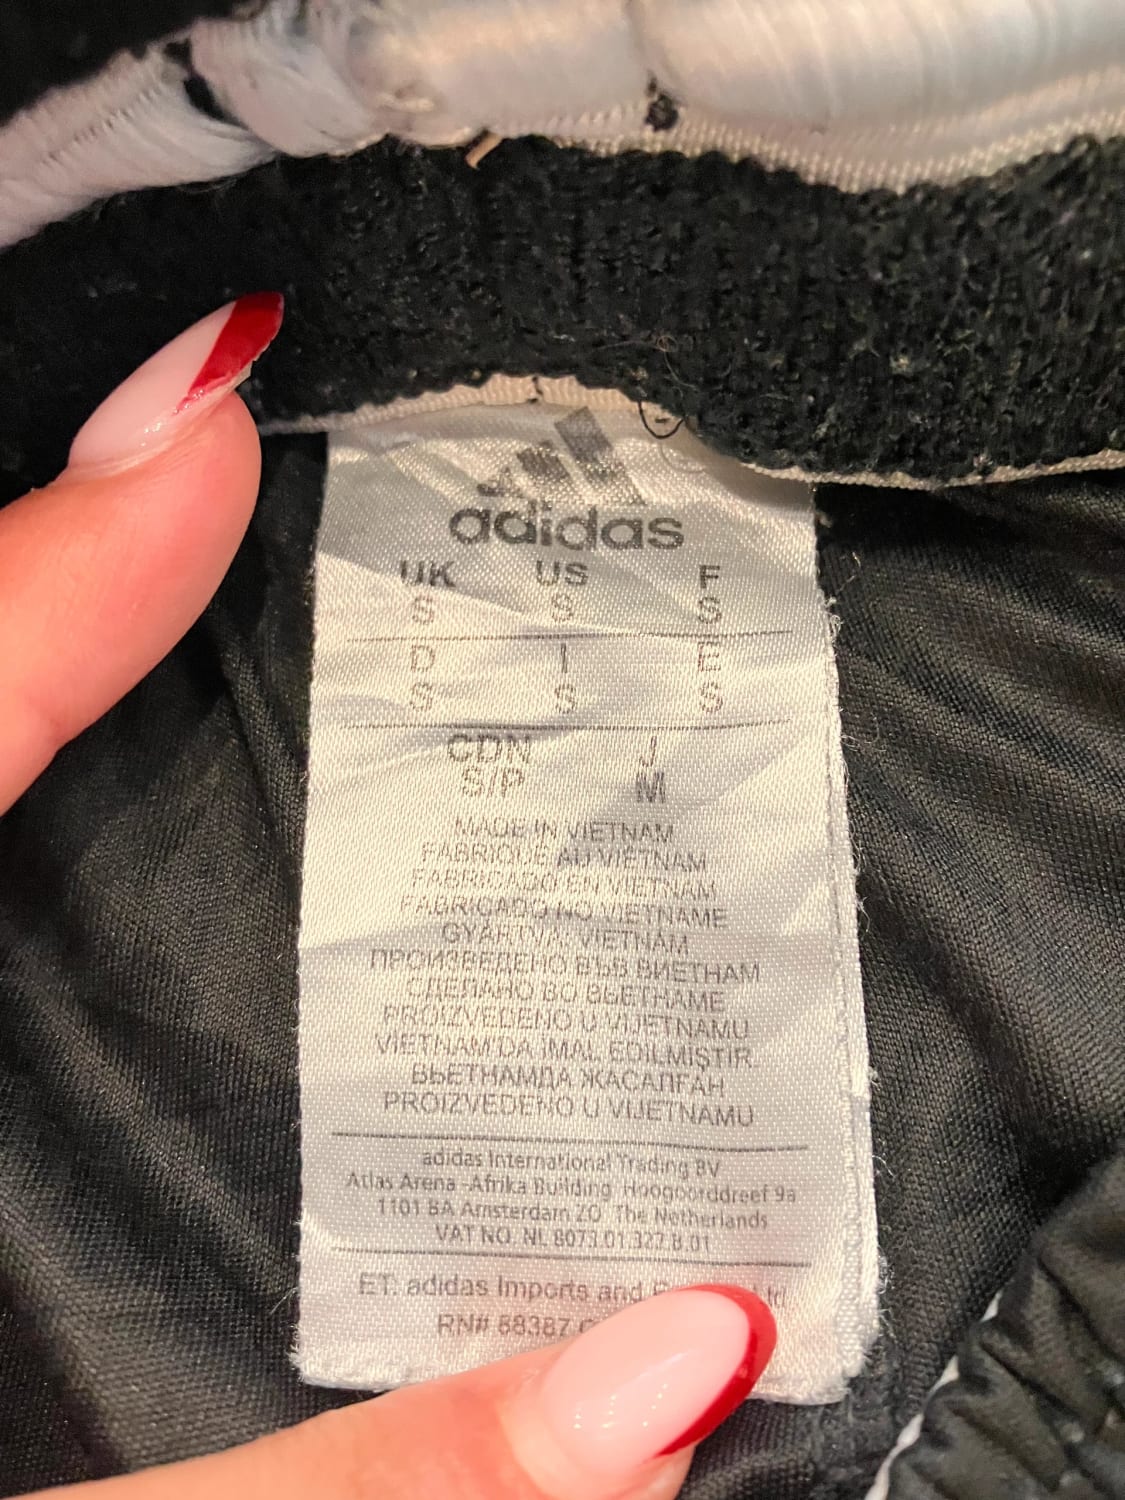 adidas
UK US F
S S S
D I E
S S S
CDN J
S/P M
MADE IN VIETNAM
FABRIQUE AU VIETNAM
FABRICADO EN VIETNAM
FABRICADO NO VIETNAME
GYÁRTVA: VIETNÁM
ПРОИЗВЕДЕНО ВЪВ ВИЕТНАМ
СДЕЛАНО ВО ВЬЕТНАМЕ
PROIZVEDENO U VIJETNAMU
VIETNAM'DA İMAL EDİLMİŞTİR.
ВЬЕТНАМДА ЖАСАЛҒАН
PROIZVEDENO U VIJETNAMU
adidas International Trading BV
Atlas Arena -Afrika Building Hoogoorddreef 9a
1101 BA Amsterdam ZO The Netherlands
VAT NO. NL 8073.01.327.B.01
ET: adidas Imports and Ltd
RN# 88387